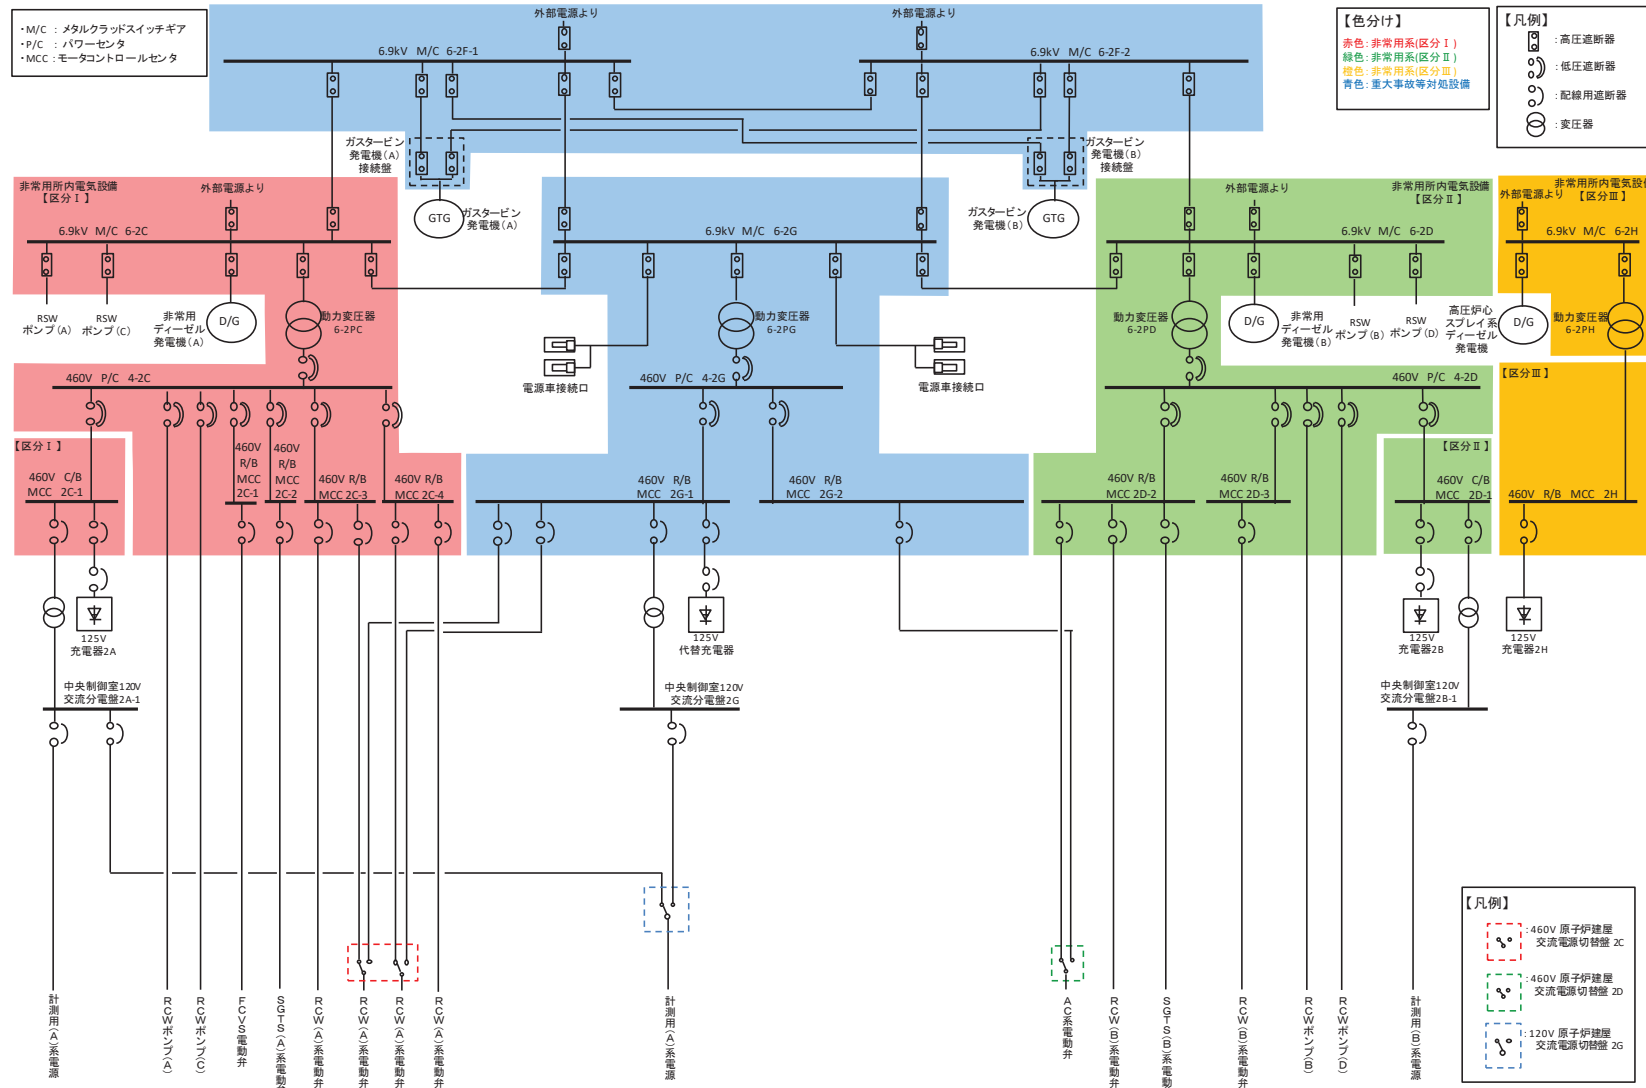 ・M/C ： メタルクラッドスイッチギア
・P/C ： パワーセンタ
・MCC ：モータコントロールセンタ
外部電源より
外部電源より
6.9kV M/C 6-2F-1
6.9kV M/C 6-2F-2
【色分け】
赤色：非常用系(区分Ⅰ)
緑色：非常用系(区分Ⅱ)
橙色：非常用系(区分Ⅲ)
青色：重大事故等対処設備
【凡例】
：高圧遮断器
：低圧遮断器
：配線用遮断器
：変圧器
ガスタービン
発電機(A)
接続盤
ガスタービン
発電機(B)
接続盤
GTG
ガスタービン
発電機(A)
ガスタービン
発電機(B)
GTG
非常用所内電気設備
【区分Ⅰ】
外部電源より
6.9kV M/C 6-2C
6.9kV M/C 6-2G
外部電源より
非常用所内電気設備
【区分Ⅱ】
6.9kV M/C 6-2D
非常用所内電気設備
外部電源より
【区分Ⅲ】
6.9kV M/C 6-2H
RSW
ポンプ(A)
RSW
ポンプ(C)
非常用
ディーゼル
発電機(A)
D/G
動力変圧器
6-2PC
動力変圧器
6-2PG
動力変圧器
6-2PD
D/G
非常用
ディーゼル
発電機(B)
RSW
ポンプ(B)
RSW
ポンプ(D)
高圧炉心
スプレイ系
ディーゼル
発電機
D/G
動力変圧器
6-2PH
電源車接続口
電源車接続口
460V P/C 4-2C
460V P/C 4-2G
460V P/C 4-2D
【区分Ⅲ】
【区分Ⅰ】
460V C/B
MCC 2C-1
460V
R/B
MCC
2C-1
460V
R/B
MCC
2C-2
460V R/B
MCC 2C-3
460V R/B
MCC 2C-4
460V R/B
MCC 2G-1
460V R/B
MCC 2G-2
460V R/B
MCC 2D-2
460V R/B
MCC 2D-3
【区分Ⅱ】
460V C/B
MCC 2D-1
460V R/B MCC 2H
125V
充電器2A
125V
代替充電器
125V
充電器2B
125V
充電器2H
中央制御室120V
交流分電盤2A-1
中央制御室120V
交流分電盤2G
中央制御室120V
交流分電盤2B-1
計測用(A)系電源
RCWポンプ(A)
RCWポンプ(C)
FCVS電動弁
SGTS(A)系電動弁
RCW(A)系電動弁
RCW(A)系電動弁
RCW(A)系電動弁
RCW(A)系電動弁
計測用(A)系電源
AC系電動弁
RCW(B)系電動弁
SGTS(B)系電動
RCW(B)系電動弁
RCWポンプ(B)
RCWポンプ(D)
計測用(B)系電源
【凡例】
：460V 原子炉建屋
交流電源切替盤 2C
：460V 原子炉建屋
交流電源切替盤 2D
：120V 原子炉建屋
交流電源切替盤 2G